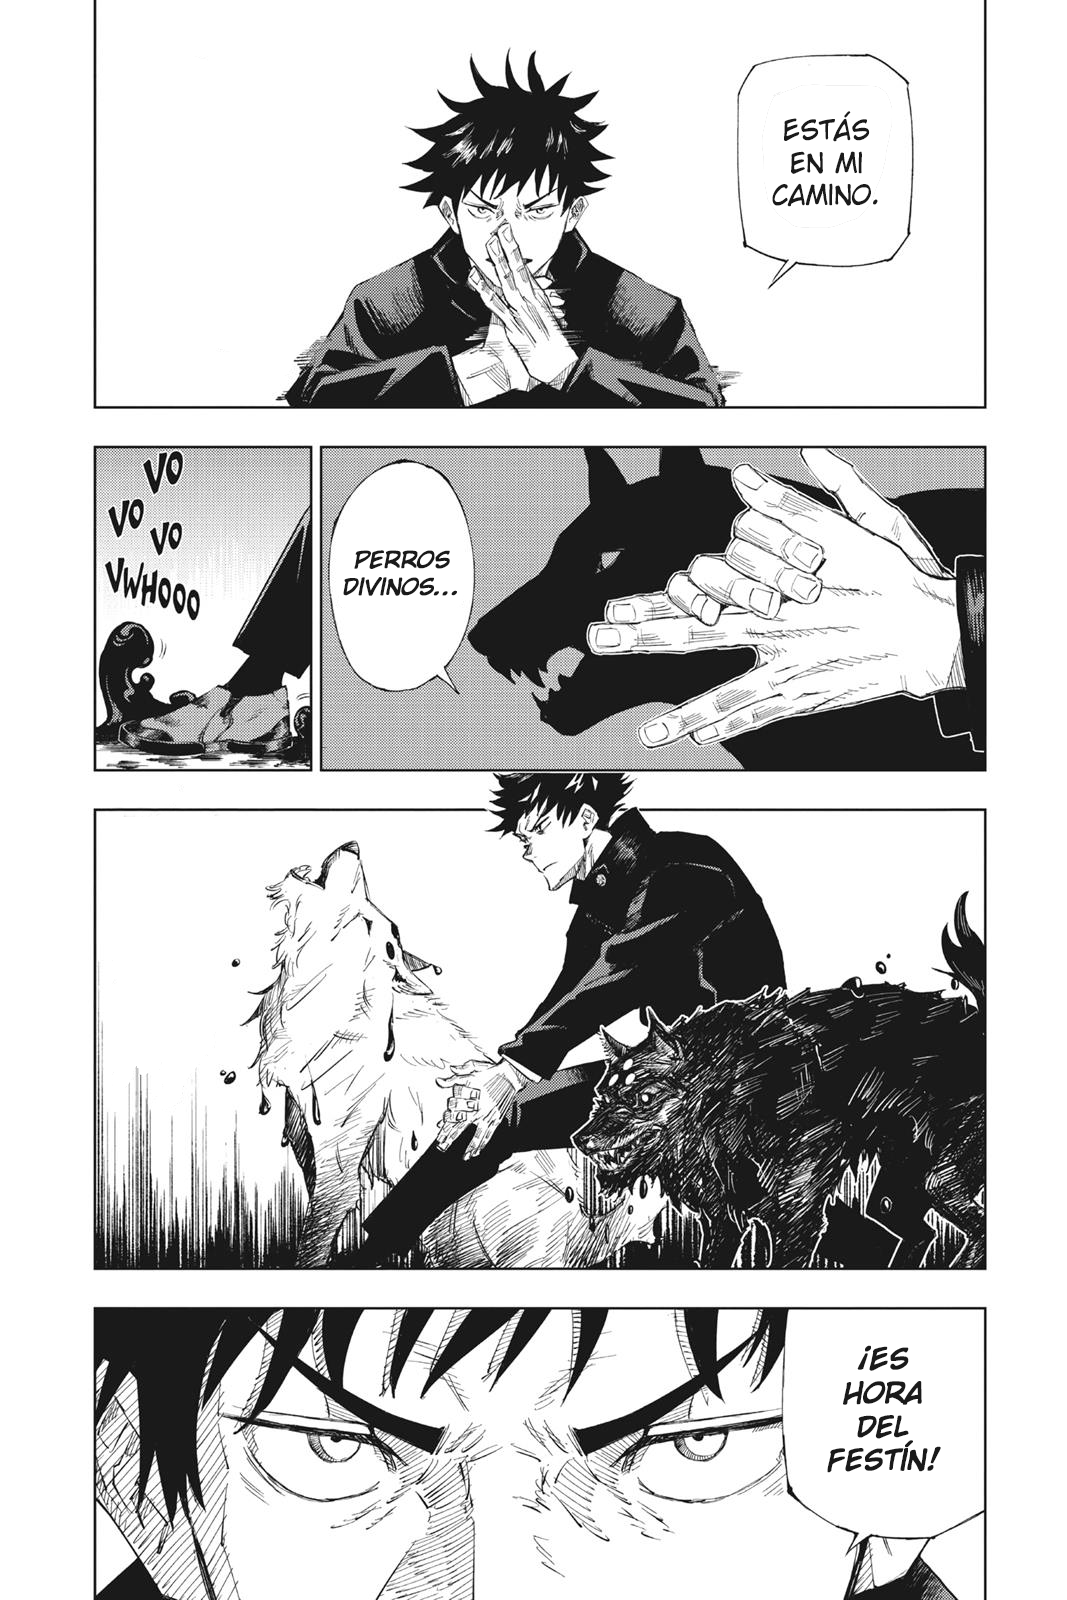 ESTÁS
EN MI
CAMINO.
PERROS
DIVINOS...
VO
VO
VO
VWHOOO
¡ES
HORA
DEL
FESTÍN!